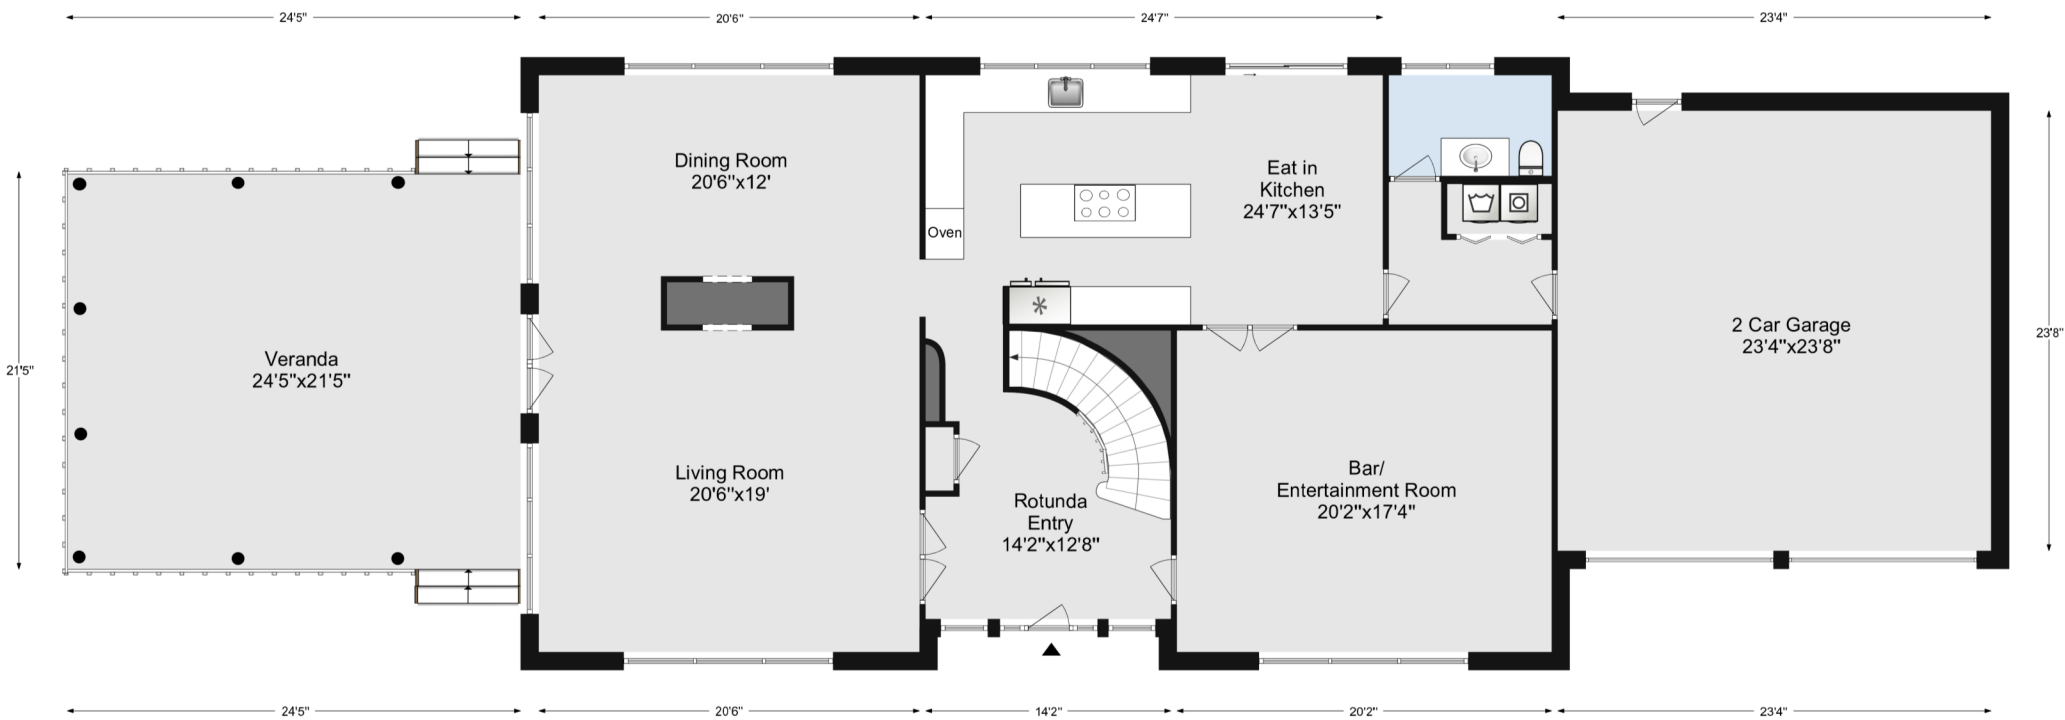 24'5"
20'6"
24'7"
23'4"
Dining Room
20'6"x12'
Eat in
Kitchen
24'7"x13'5"
Oven
Veranda
24'5"x21'5"
21'5"
2 Car Garage
23'4"x23'8"
23'8"
Living Room
20'6"x19'
Rotunda
Entry
14'2"x12'8"
Bar/
Entertainment Room
20'2"x17'4"
24'5"
20'6"
14'2"
20'2"
23'4"